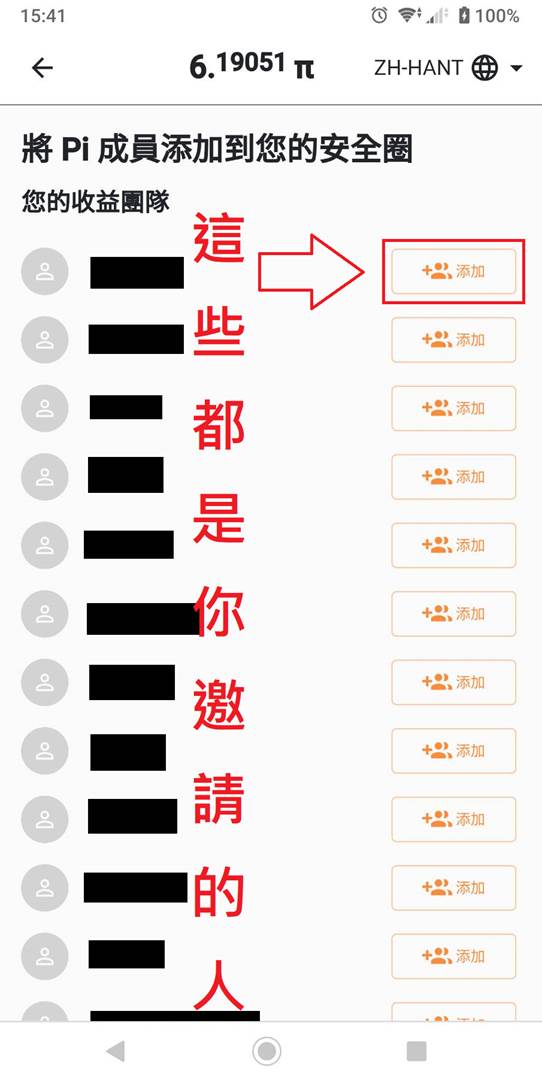 15:41
100%
6.19051 π
ZH-HANT
將 Pi 成員添加到您的安全圈
您的收益團隊
這些都是你邀請的人
添加
添加
添加
添加
添加
添加
添加
添加
添加
添加
添加